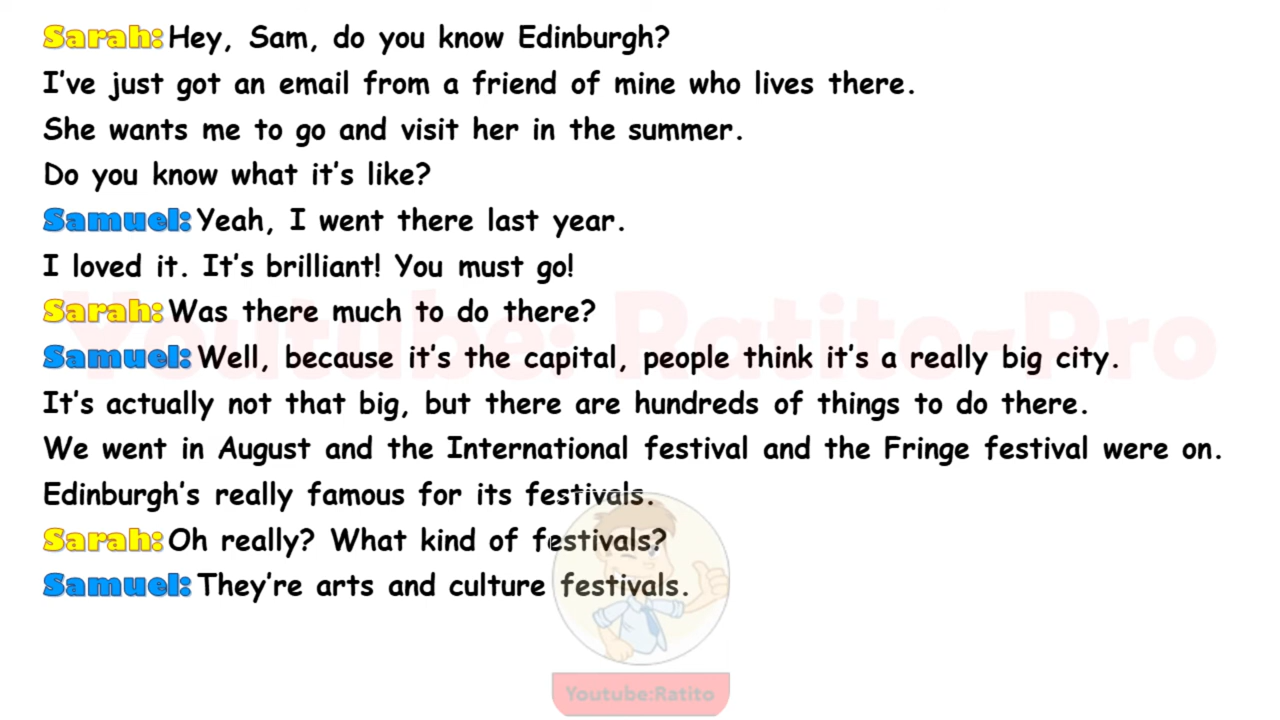 Sarah: Hey, Sam, do you know Edinburgh?
I've just got an email from a friend of mine who lives there.
She wants me to go and visit her in the summer.
Do you know what it's like?
Samuel: Yeah, I went there last year.
I loved it. It's brilliant! You must go!
Sarah: Was there much to do there?
Youtube: Ratito-Pro
Samuel: Well, because it's the capital, people think it's a really big city.
It's actually not that big, but there are hundreds of things to do there.
We went in August and the International festival and the Fringe festival were on.
Edinburgh's really famous for its festivals.
Sarah: Oh really? What kind of festivals?
Samuel: They're arts and culture festivals.
Youtube:Ratito